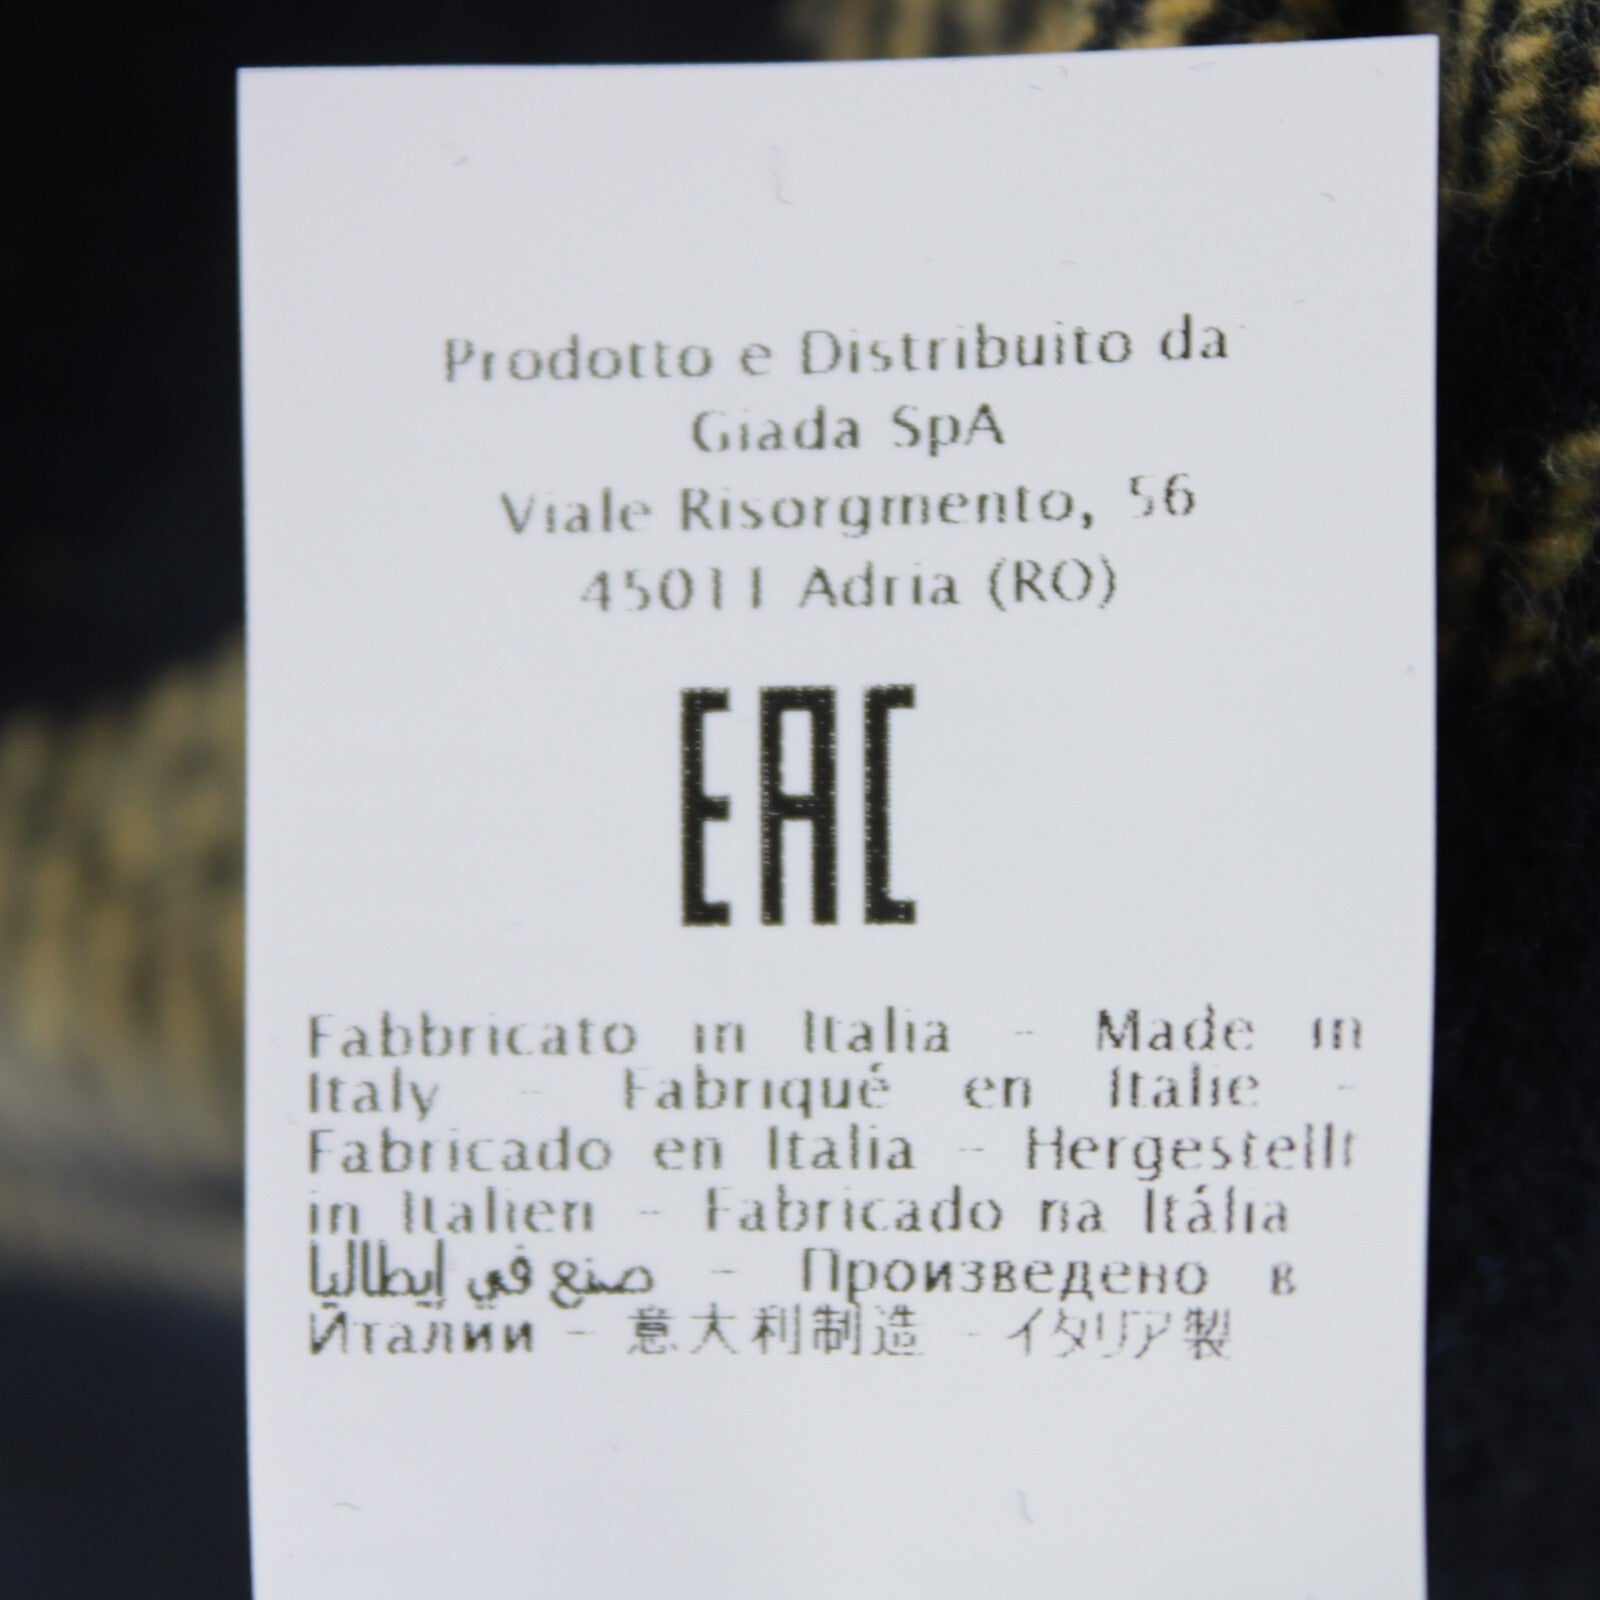 Prodotto e Distribuito da
Giada SpA
Viale Risorgmento, 56
45011 Adria (RO)
EAC
Fabbricato in Italia - Made in
Italy - Fabriqué en Italie -
Fabricado en Italia - Hergestellt
in Italien - Fabricado na Itália
صنع في إيطاليا - Произведено в
Италии - 意大利制造 - イタリア製